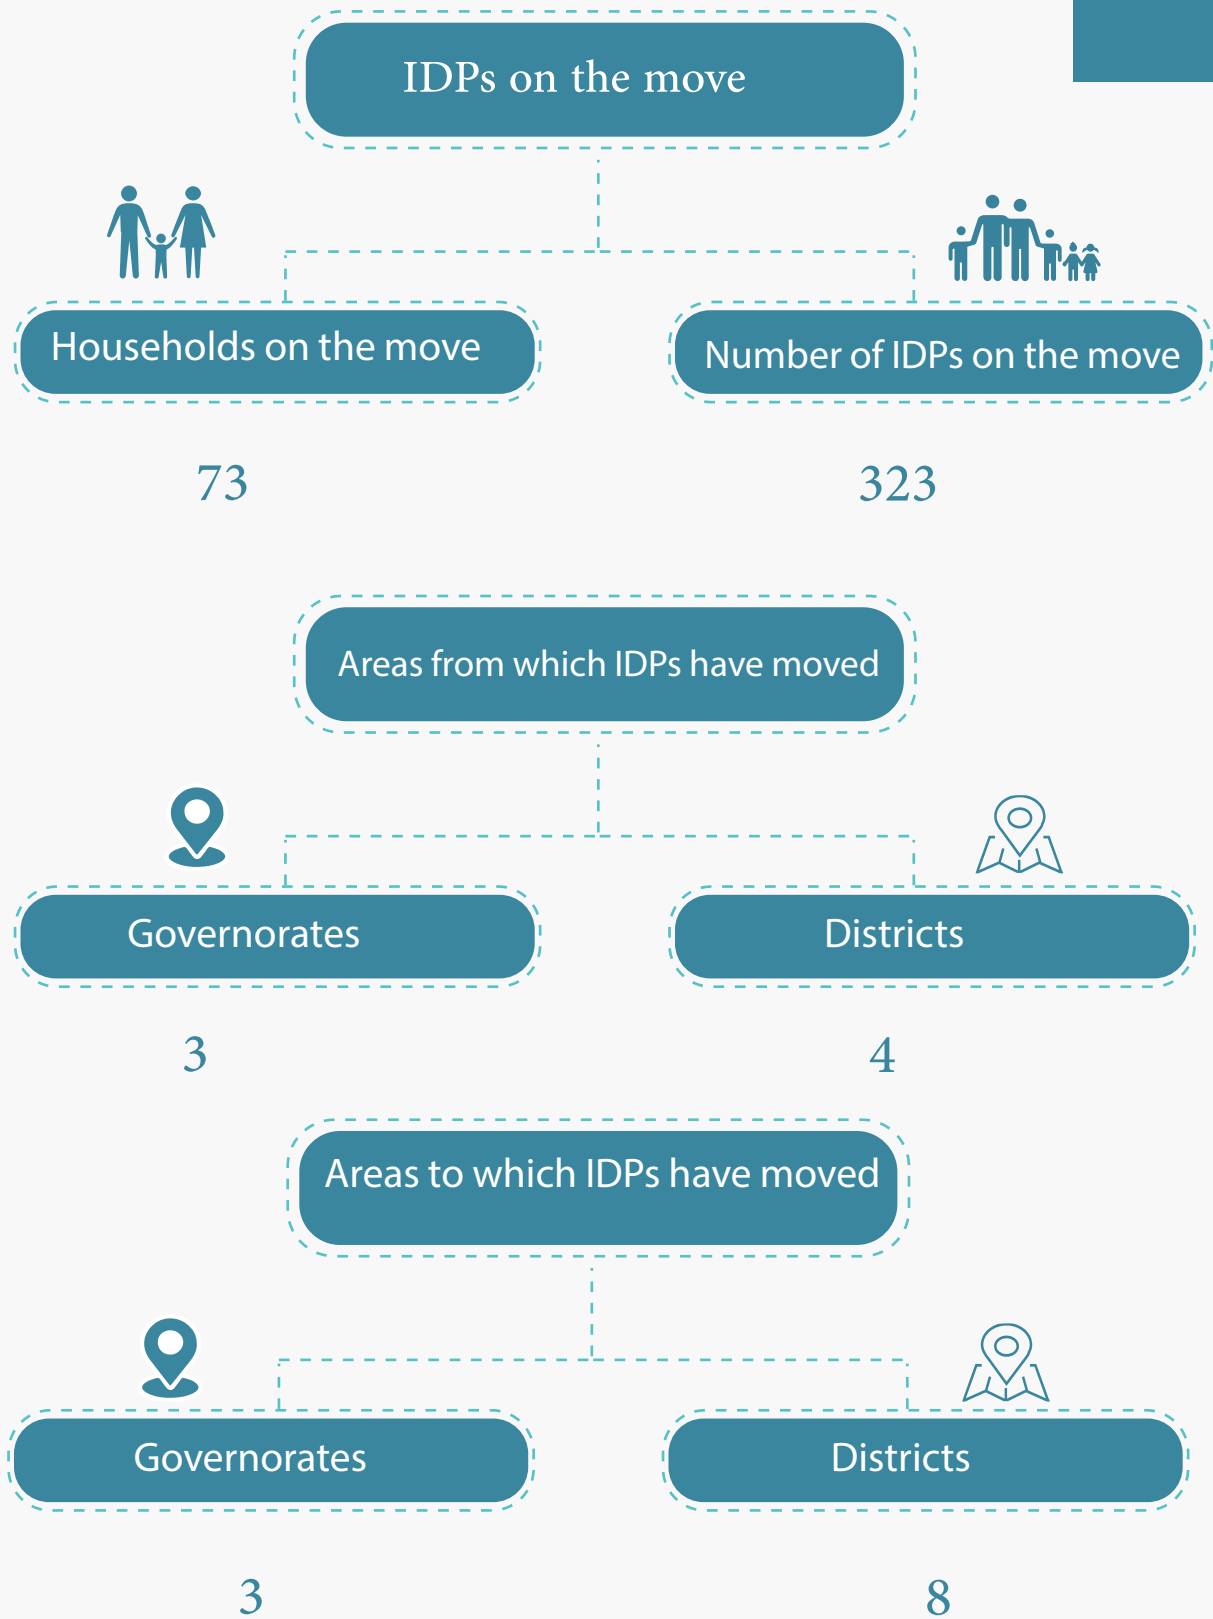 IDPs on the move
Households on the move
Number of IDPs on the move
73
323
Areas from which IDPs have moved
Governorates
Districts
3
4
Areas to which IDPs have moved
Governorates
Districts
3
8